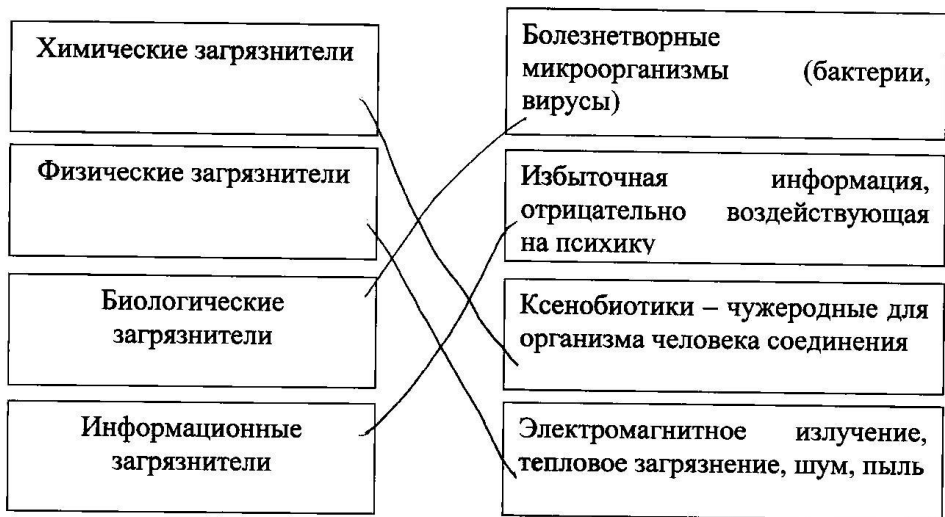 Химические загрязнители
Физические загрязнители
Биологические
загрязнители
Информационные
загрязнители
Болезнетворные
микроорганизмы (бактерии,
вирусы)
Избыточная информация,
отрицательно воздействующая
на психику
Ксенобиотики – чужеродные для
организма человека соединения
Электромагнитное излучение,
тепловое загрязнение, шум, пыль